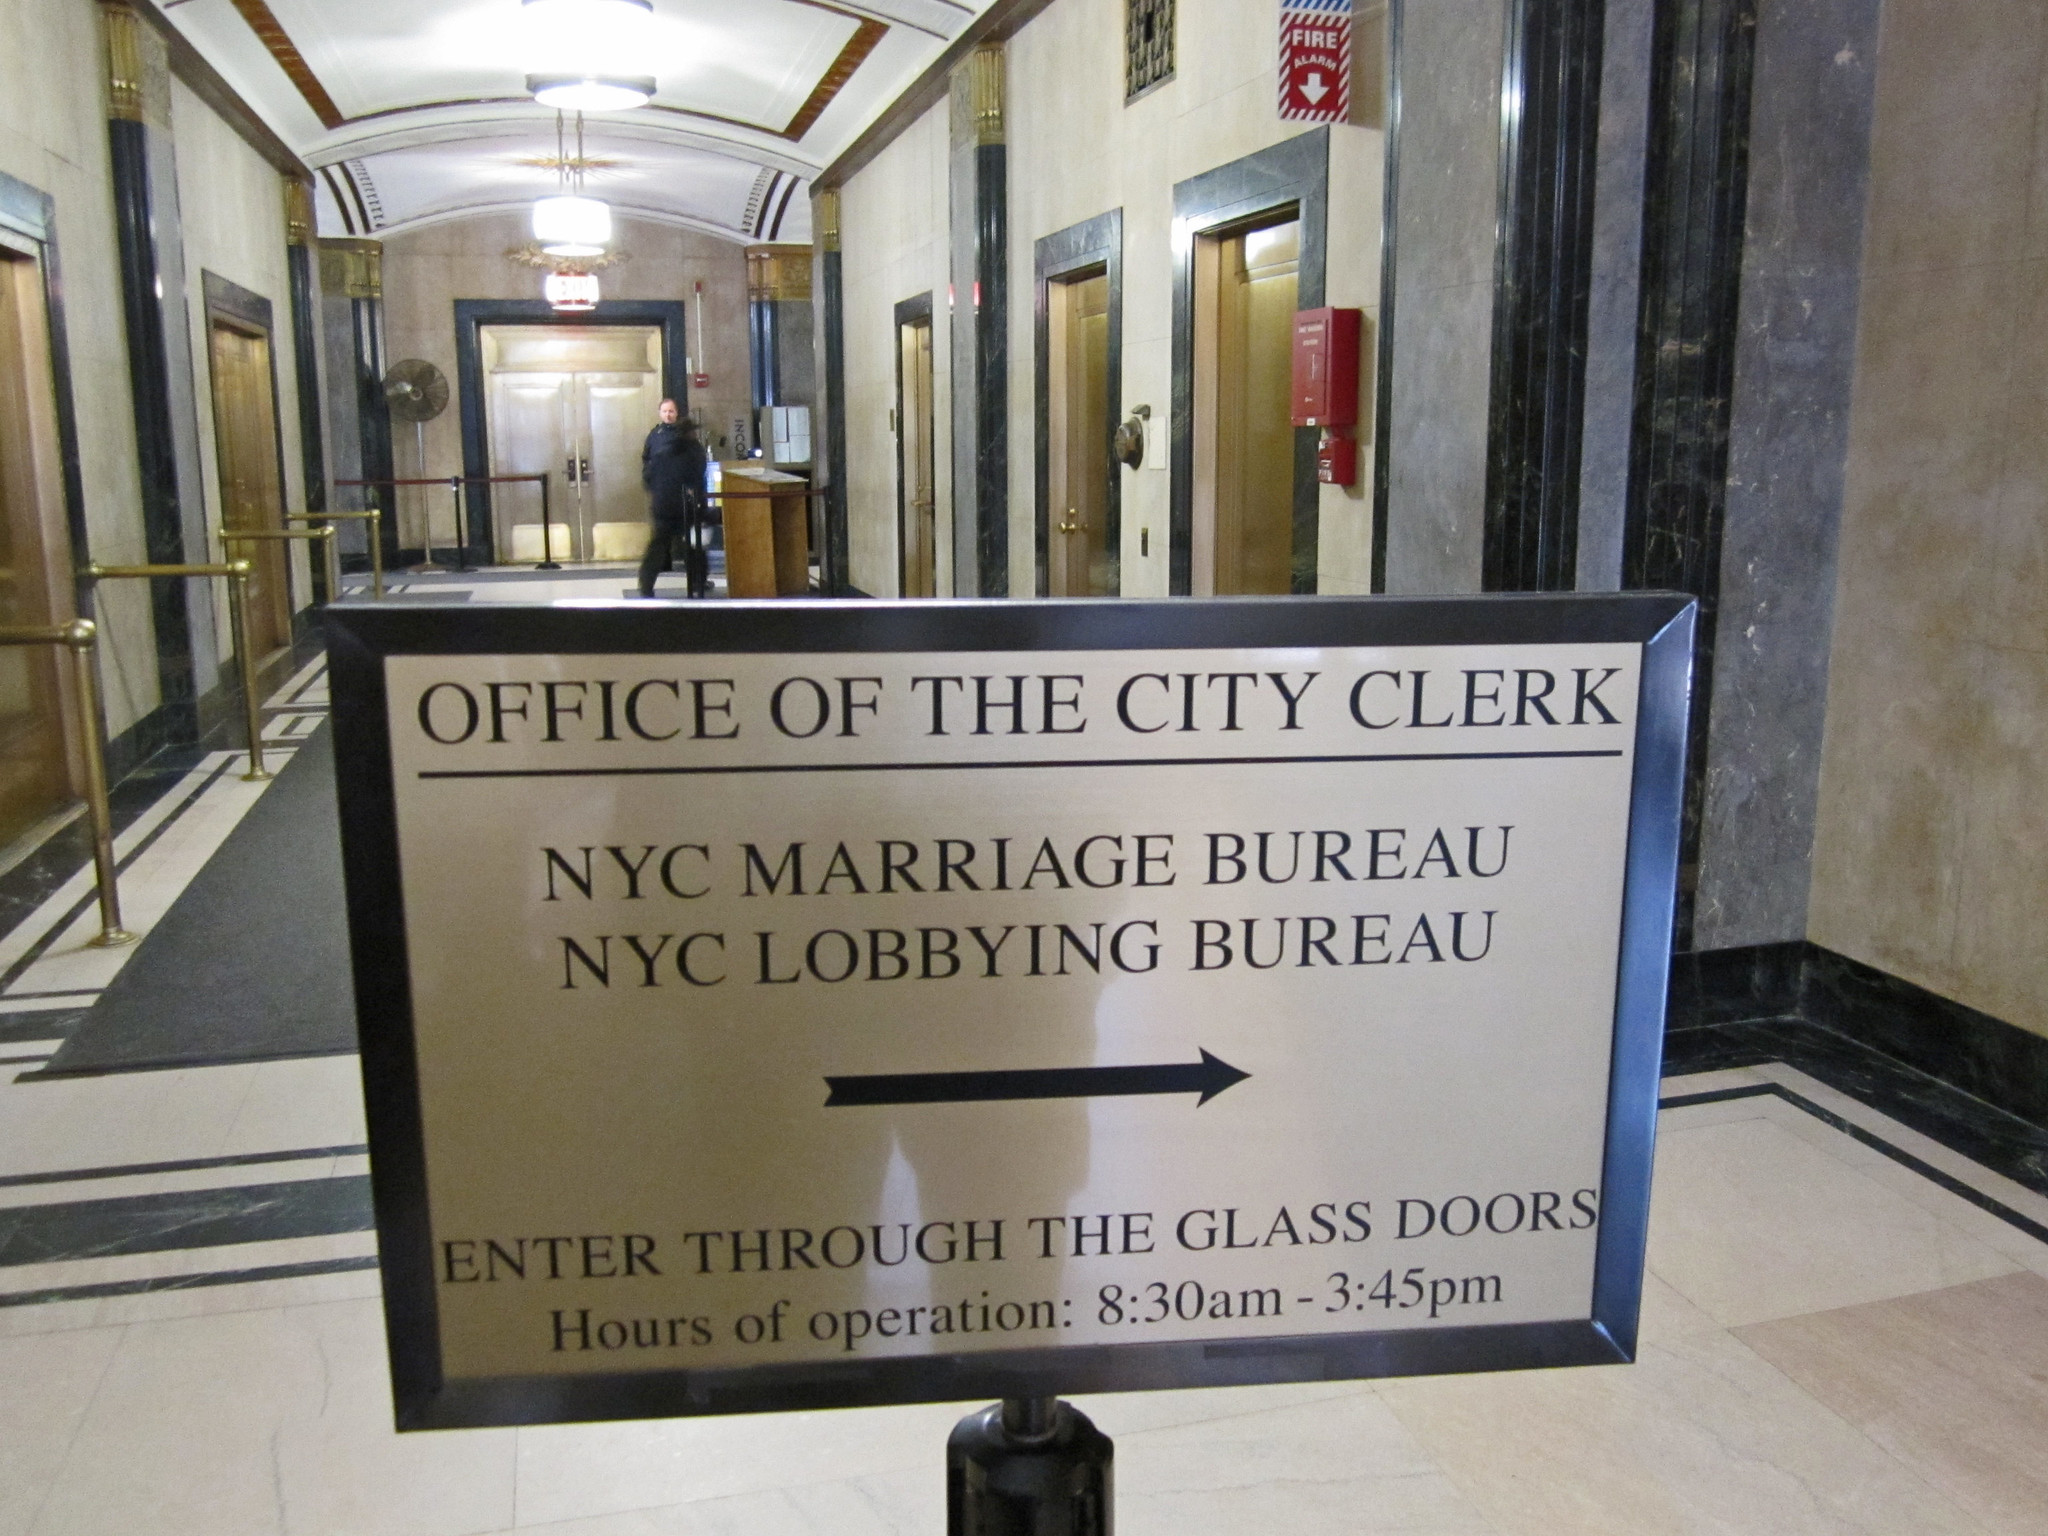 FIRE
ALARM
INCO
OFFICE OF THE CITY CLERK
NYC MARRIAGE BUREAU
NYC LOBBYING BUREAU
ENTER THROUGH THE GLASS DOORS
Hours of operation: 8:30am - 3:45pm